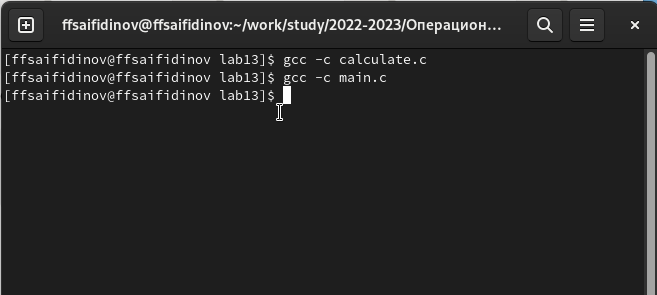 ffsaifidinov@ffsaifidinov:~/work/study/2022-2023/Операцион...
[ffsaifidinov@ffsaifidinov lab13]$ gcc -c calculate.c
[ffsaifidinov@ffsaifidinov lab13]$ gcc -c main.c
[ffsaifidinov@ffsaifidinov lab13]$